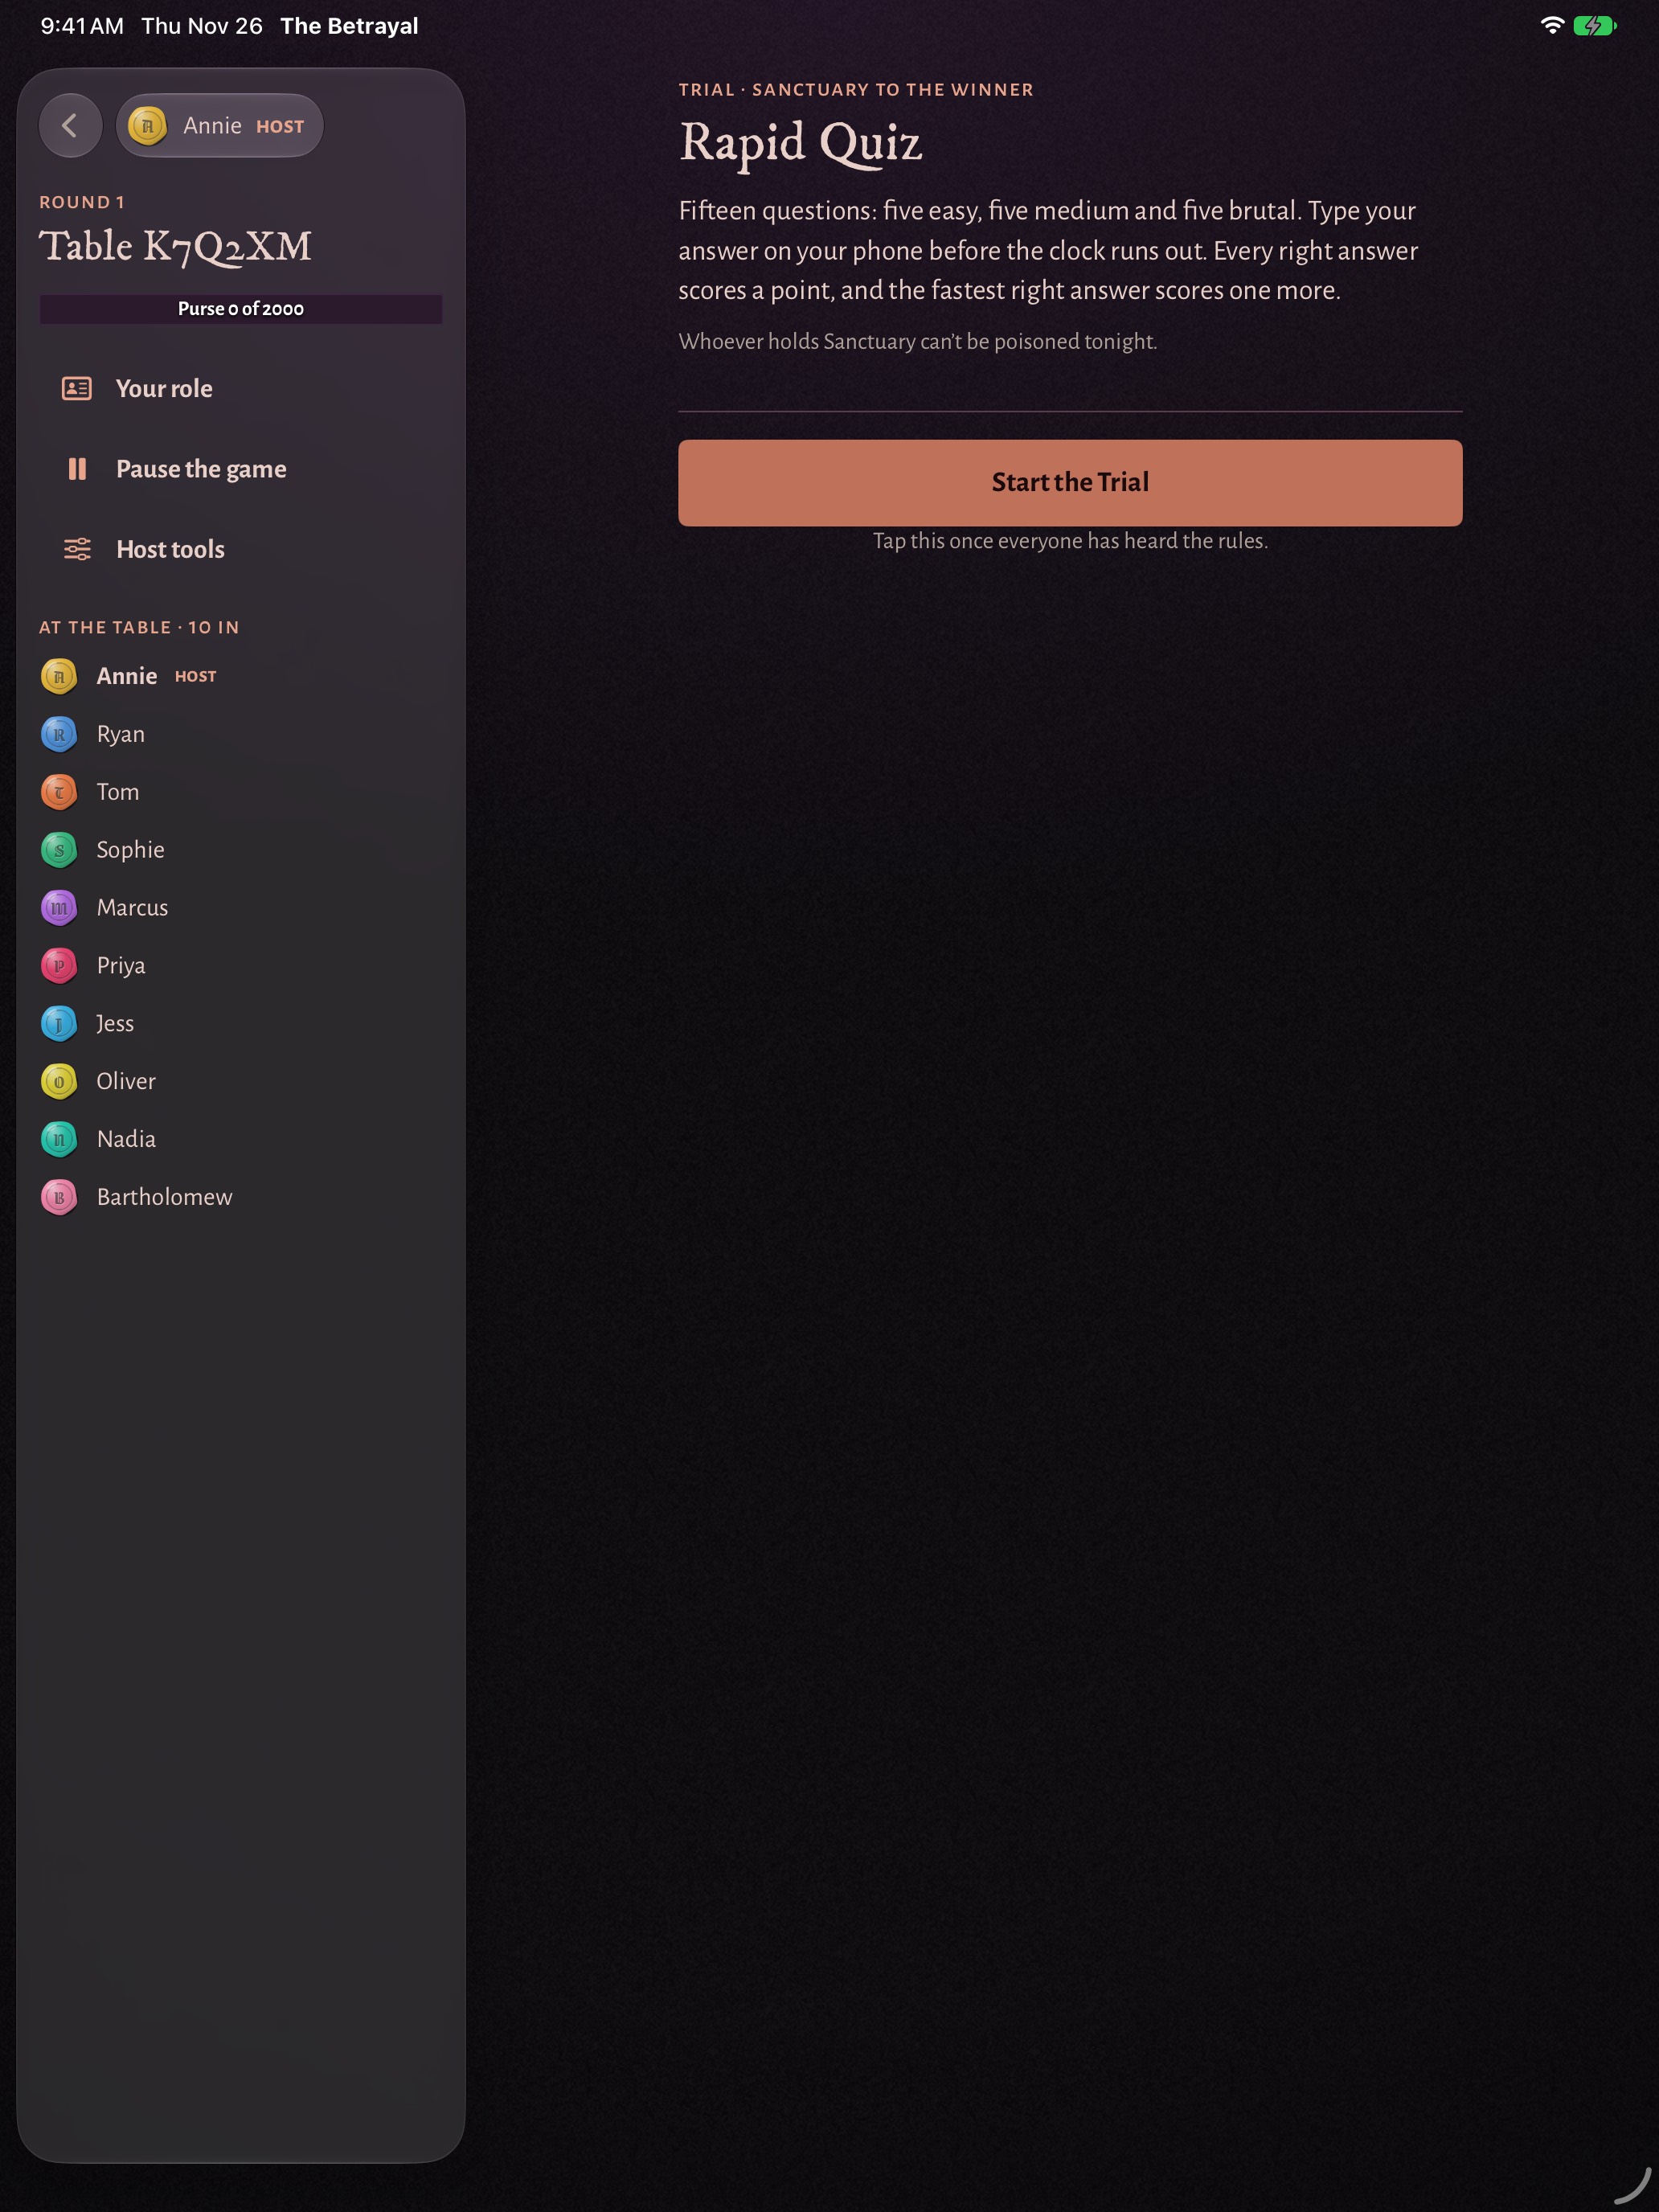 9:41 AM Thu Nov 26 The Betrayal
A Annie HOST
ROUND 1
Table K7Q2XM
Purse 0 of 2000
Your role
Pause the game
Host tools
AT THE TABLE · 10 IN
A Annie HOST
R Ryan
T Tom
S Sophie
M Marcus
P Priya
J Jess
O Oliver
N Nadia
B Bartholomew
TRIAL · SANCTUARY TO THE WINNER
Rapid Quiz
Fifteen questions: five easy, five medium and five brutal. Type your
answer on your phone before the clock runs out. Every right answer
scores a point, and the fastest right answer scores one more.
Whoever holds Sanctuary can’t be poisoned tonight.
Start the Trial
Tap this once everyone has heard the rules.